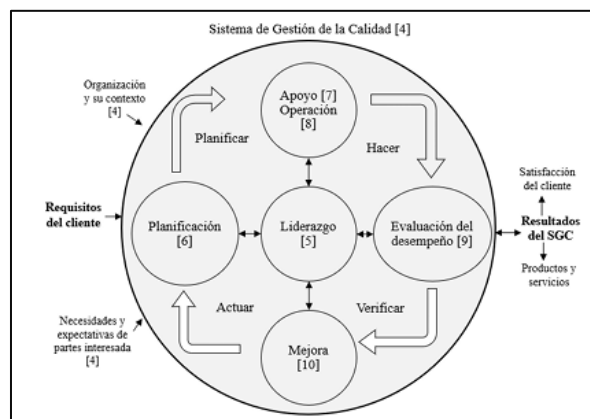 Sistema de Gestión de la Calidad [4]
Organización
y su contexto
[4]
Apoyo [7]
Operación
[8]
Planificar
Hacer
Satisfacción
del cliente
Requisitos
del cliente
Planificación
[6]
Liderazgo
[5]
Evaluación del
desempeño [9]
Resultados
del SGC
Productos y
servicios
Actuar
Verificar
Necesidades y
expectativas de
partes interesada
[4]
Mejora
[10]